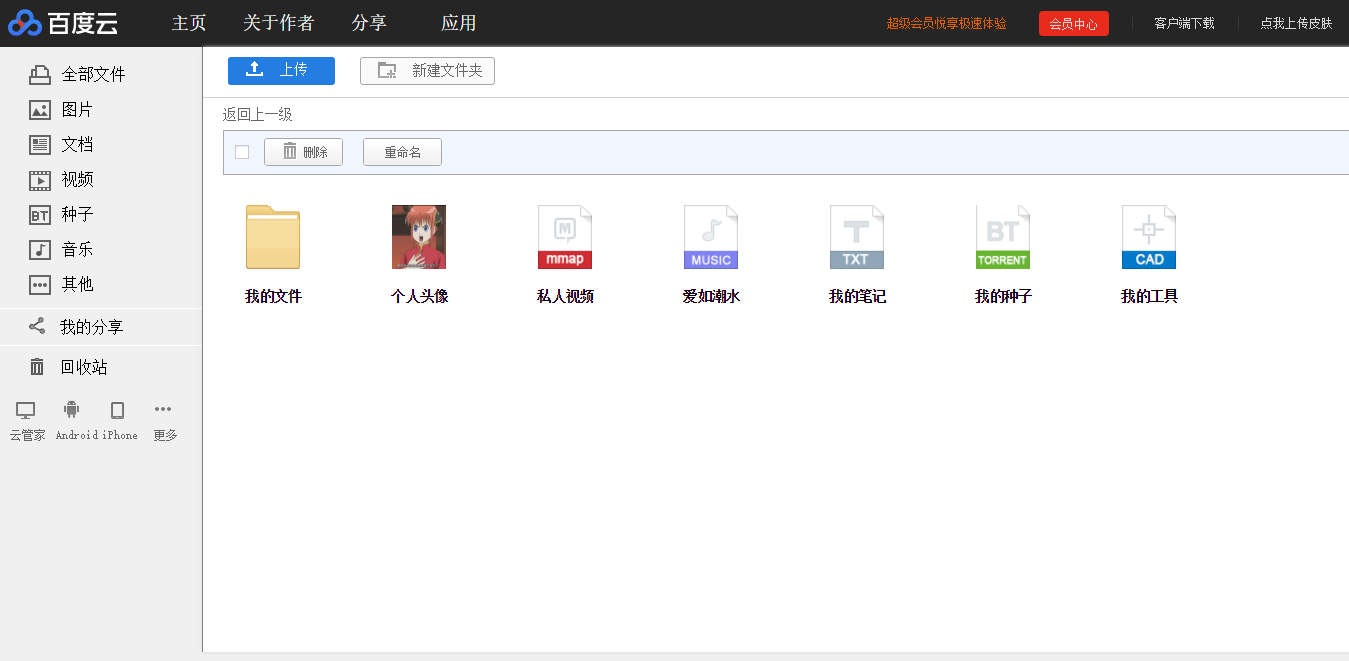 百度云 主页 关于作者 分享 应用 超级会员悦享极速体验 会员中心 客户端下载 点我上传皮肤
全部文件
图片
文档
视频
BT 种子
音乐
其他
我的分享
回收站
云管家 Android iPhone 更多
上传 新建文件夹
返回上一级
删除 重命名
M mmap MUSIC T TXT BT TORRENT CAD
我的文件 个人头像 私人视频 爱如潮水 我的笔记 我的种子 我的工具